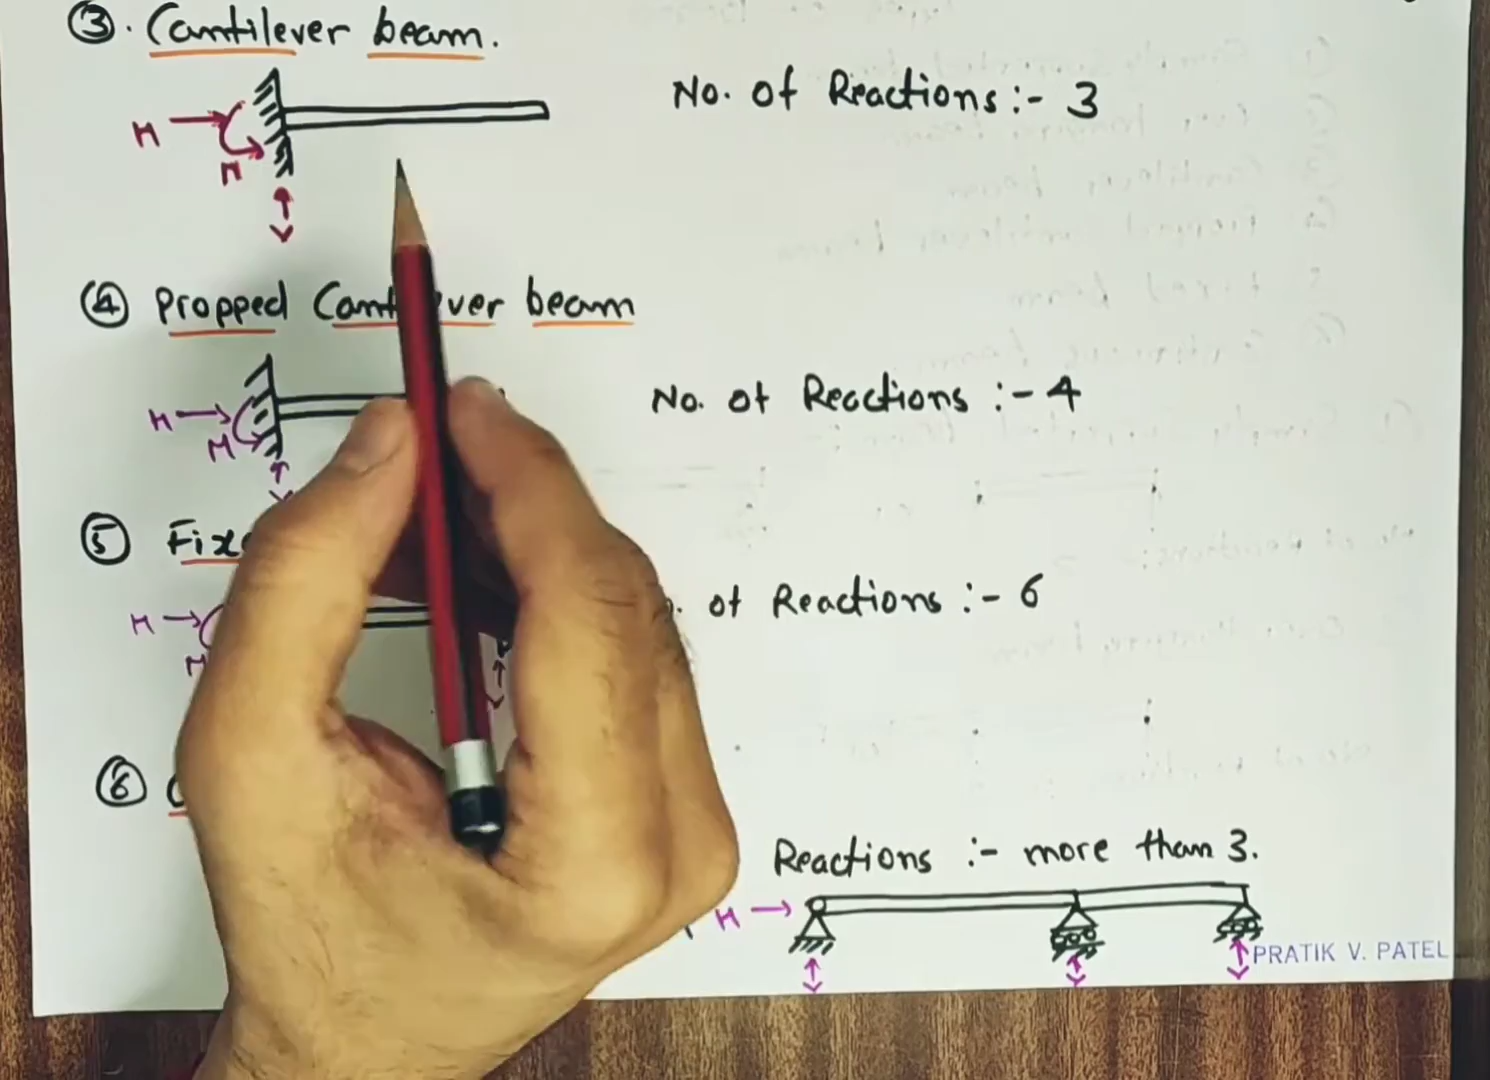 ③. Cantilever beam.
No. of Reactions :- 3
H
M
V
④ Propped Cantilever beam
No. of Reactions :- 4
H
M
V
⑤
of Reactions :- 6
H
M
V
⑥
Reactions :- more than 3.
H
V
V
V
PRATIK V. PATEL